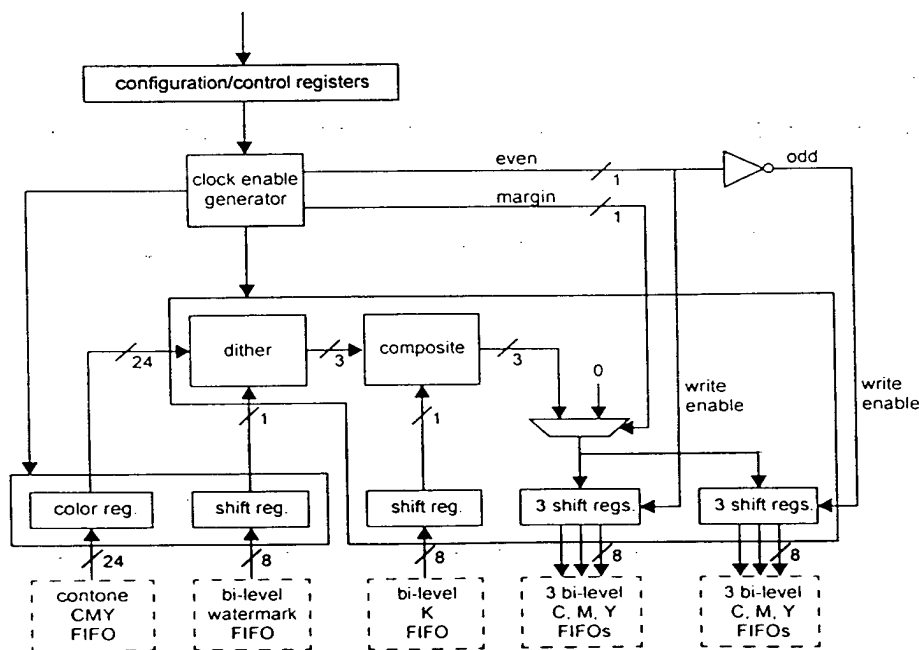 configuration/control registers
clock enable
generator
even
1
odd
margin
1
dither
composite
24
3
3
0
1
1
write
enable
write
enable
color reg.
shift reg.
shift reg.
3 shift regs.
3 shift regs.
24
8
8
8
8
contone
CMY
FIFO
bi-level
watermark
FIFO
bi-level
K
FIFO
3 bi-level
C, M, Y
FIFOs
3 bi-level
C, M, Y
FIFOs